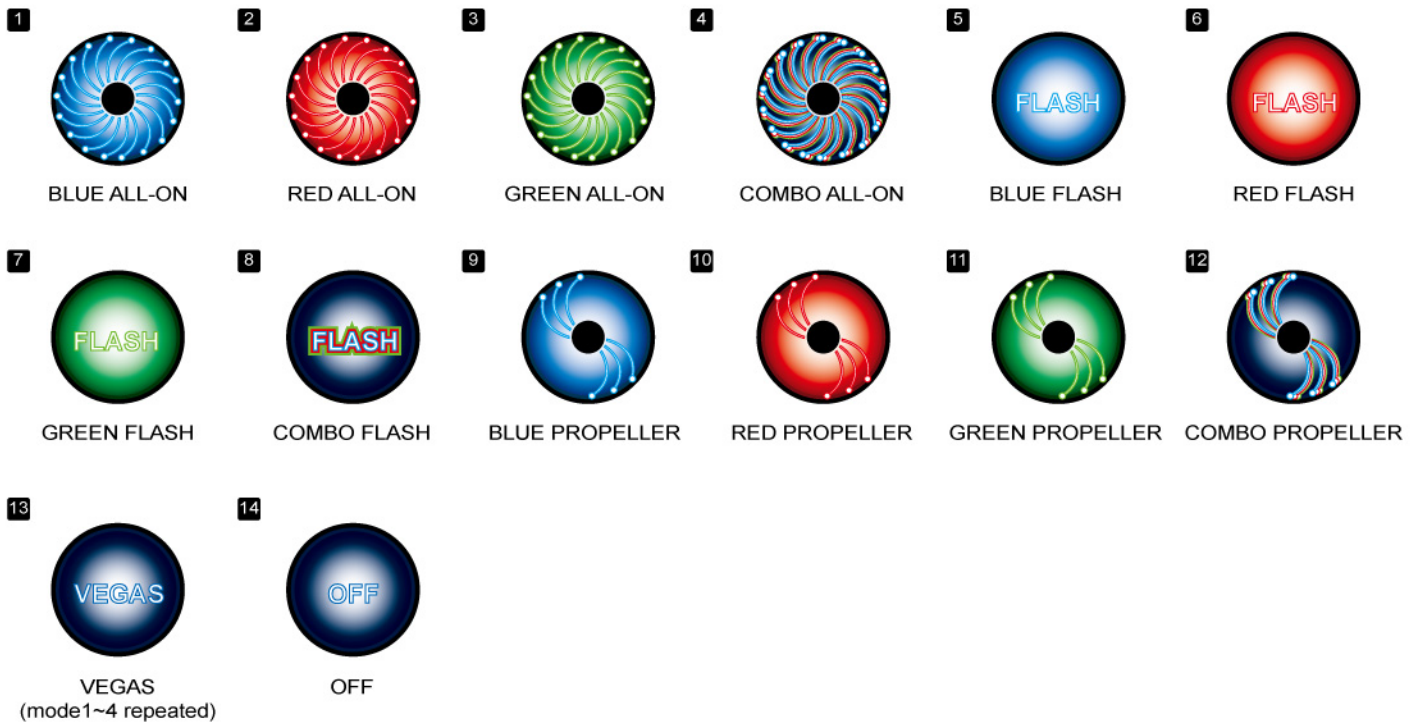 1 2 3 4 5 6
FLASH FLASH
BLUE ALL-ON RED ALL-ON GREEN ALL-ON COMBO ALL-ON BLUE FLASH RED FLASH
7 8 9 10 11 12
FLASH FLASH
GREEN FLASH COMBO FLASH BLUE PROPELLER RED PROPELLER GREEN PROPELLER COMBO PROPELLER
13 14
VEGAS OFF
VEGAS OFF
(mode1~4 repeated)